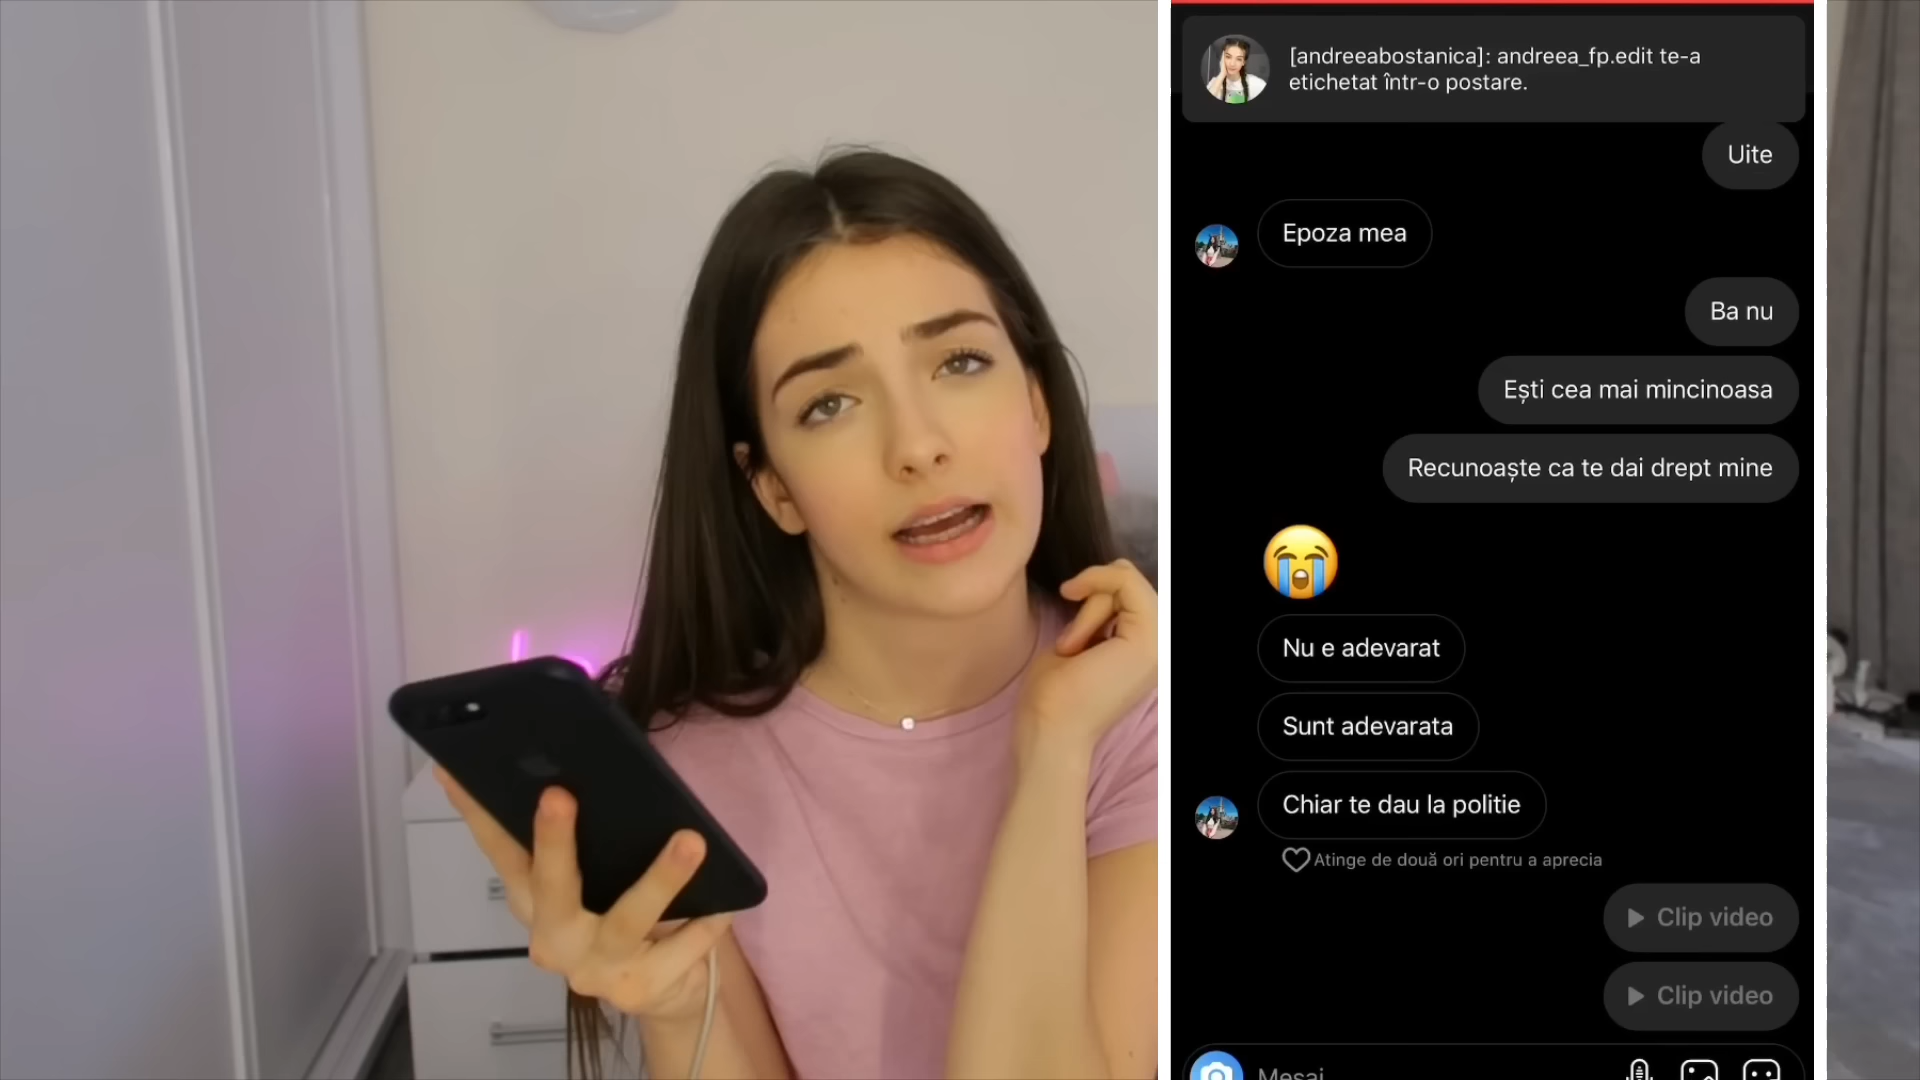 [andreeabostanica]: andreea_fp.edit te-a
etichetat într-o postare.
Uite
Epoza mea
Ba nu
Ești cea mai mincinoasa
Recunoaște ca te dai drept mine
Nu e adevarat
Sunt adevarata
Chiar te dau la politie
Atinge de două ori pentru a aprecia
Clip video
Clip video
Mesaj